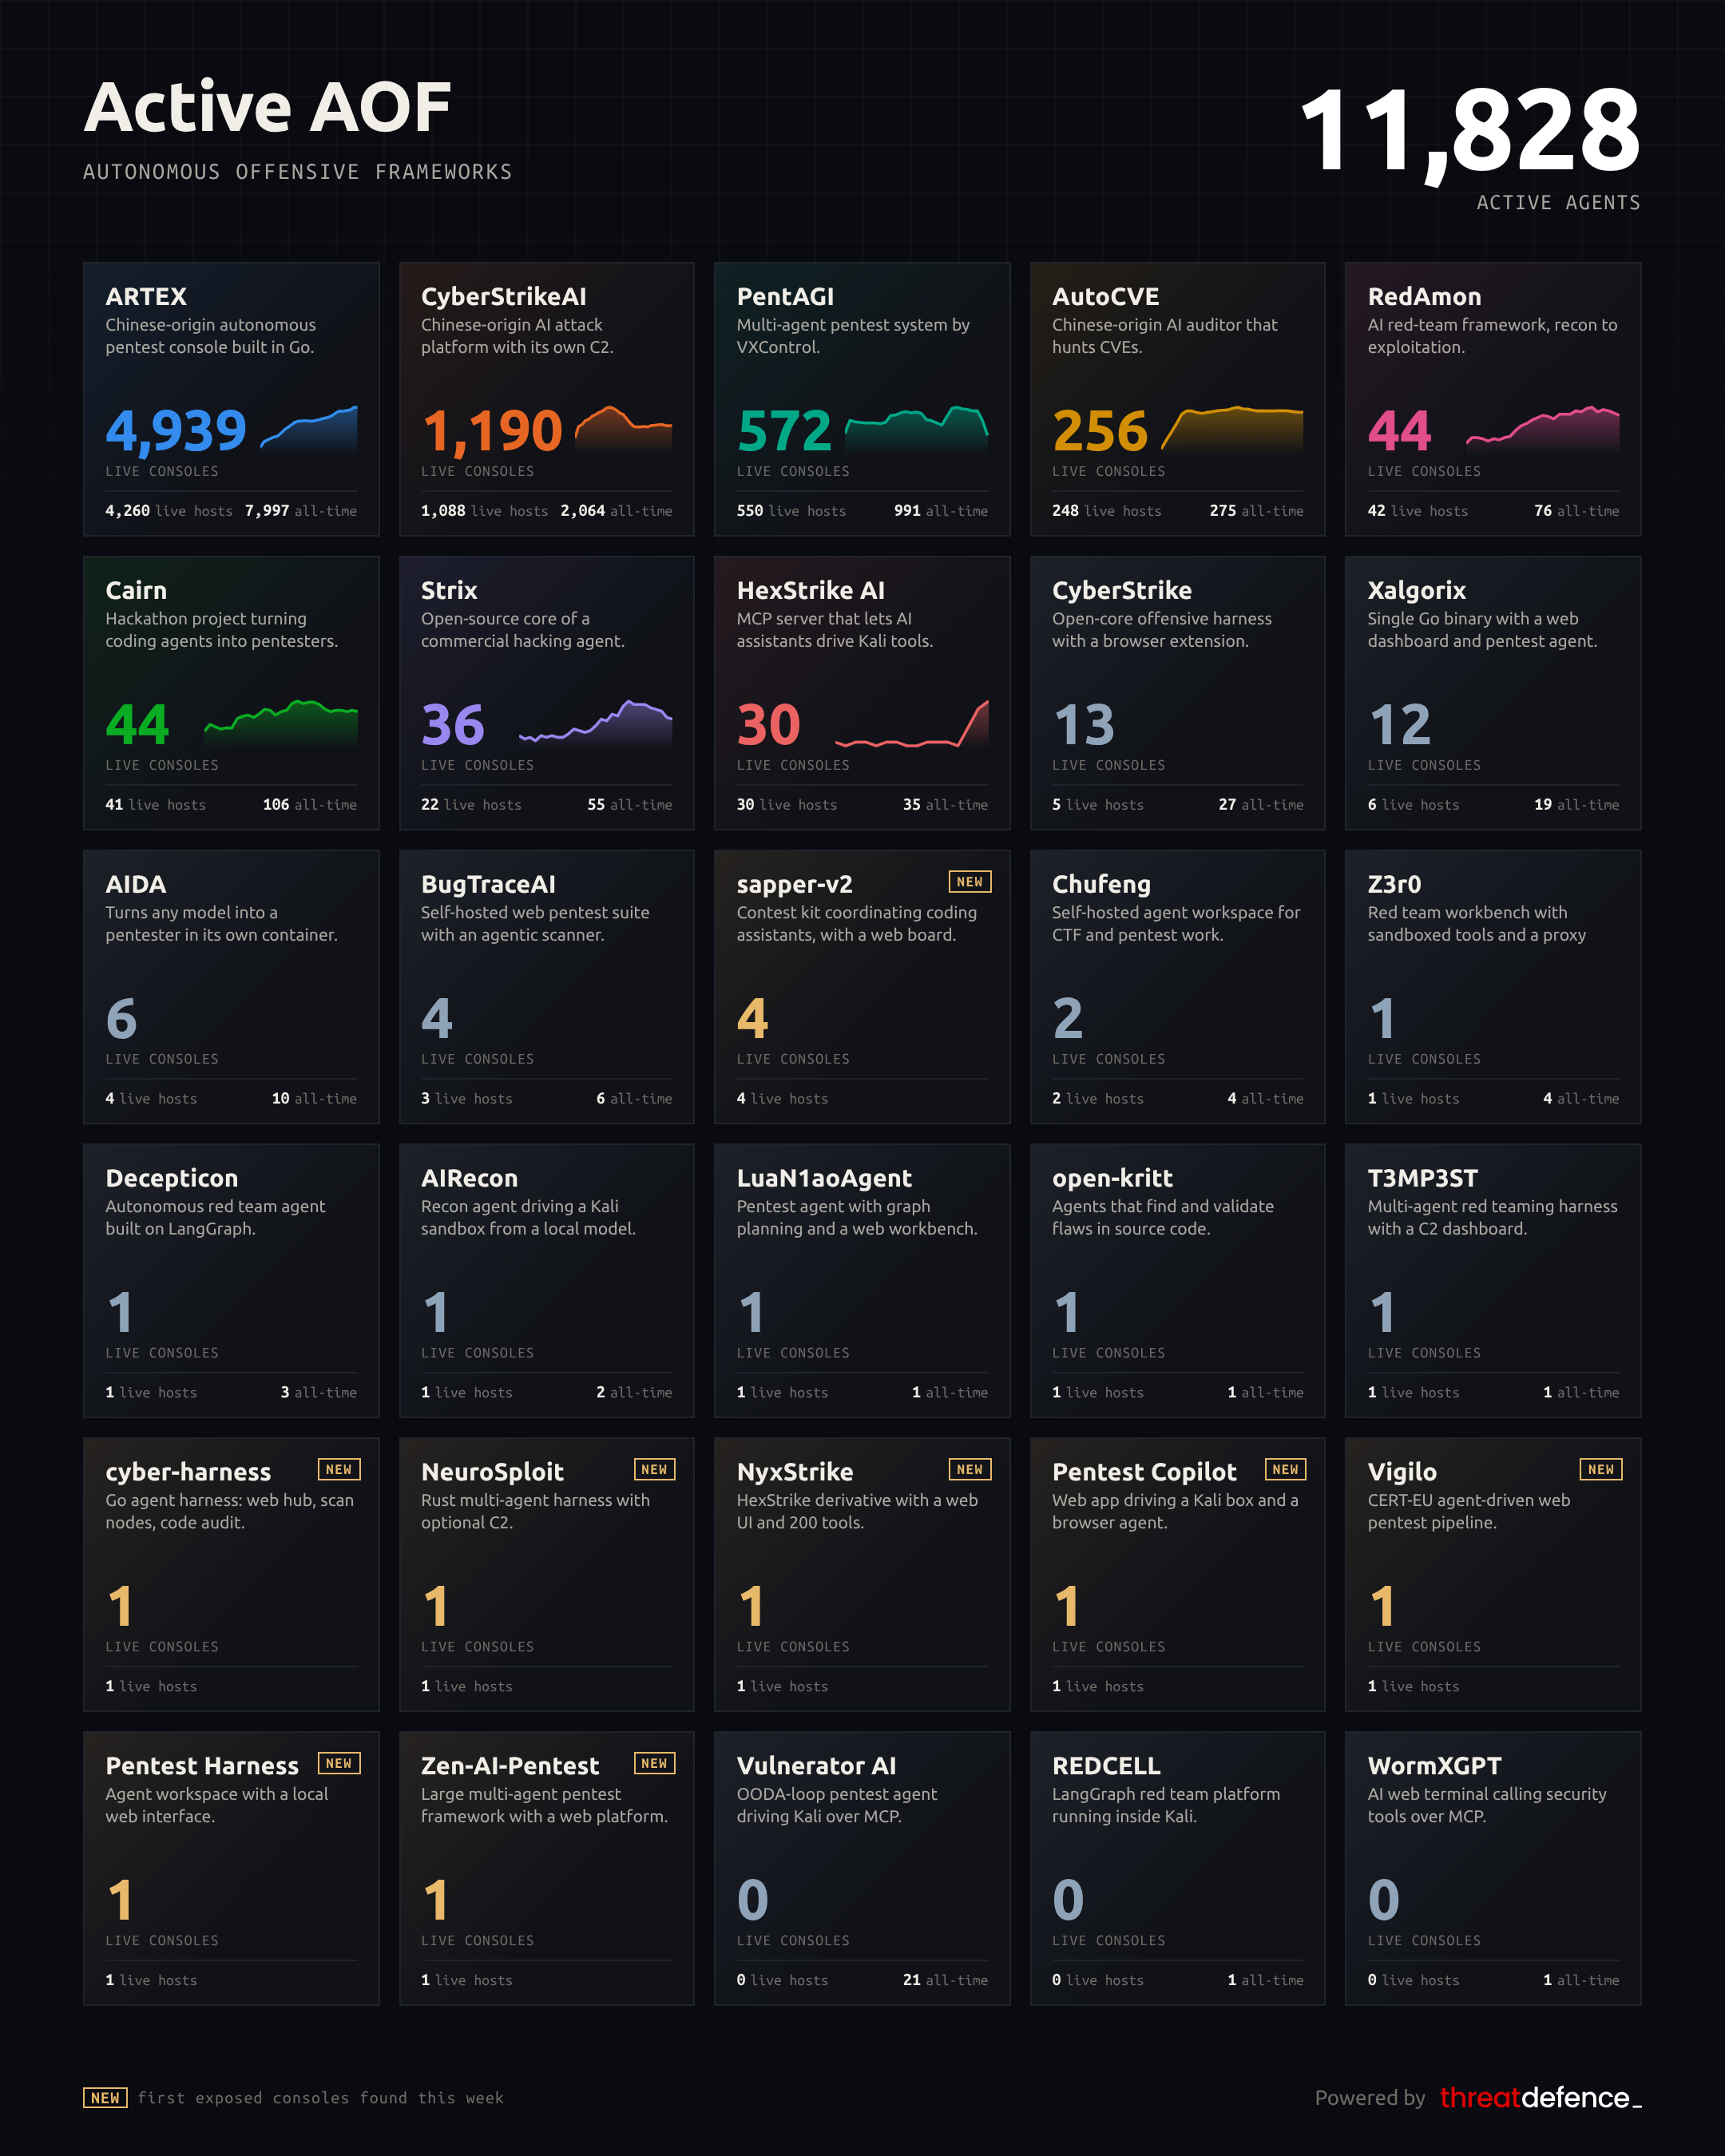 Active AOF
AUTONOMOUS OFFENSIVE FRAMEWORKS
11,828
ACTIVE AGENTS
ARTEX
Chinese-origin autonomous
pentest console built in Go.
4,939
LIVE CONSOLES
4,260 live hosts 7,997 all-time
CyberStrikeAI
Chinese-origin AI attack
platform with its own C2.
1,190
LIVE CONSOLES
1,088 live hosts 2,064 all-time
PentAGI
Multi-agent pentest system by
VXControl.
572
LIVE CONSOLES
550 live hosts 991 all-time
AutoCVE
Chinese-origin AI auditor that
hunts CVEs.
256
LIVE CONSOLES
248 live hosts 275 all-time
RedAmon
AI red-team framework, recon to
exploitation.
44
LIVE CONSOLES
42 live hosts 76 all-time
Cairn
Hackathon project turning
coding agents into pentesters.
44
LIVE CONSOLES
41 live hosts 106 all-time
Strix
Open-source core of a
commercial hacking agent.
36
LIVE CONSOLES
22 live hosts 55 all-time
HexStrike AI
MCP server that lets AI
assistants drive Kali tools.
30
LIVE CONSOLES
30 live hosts 35 all-time
CyberStrike
Open-core offensive harness
with a browser extension.
13
LIVE CONSOLES
5 live hosts 27 all-time
Xalgorix
Single Go binary with a web
dashboard and pentest agent.
12
LIVE CONSOLES
6 live hosts 19 all-time
AIDA
Turns any model into a
pentester in its own container.
6
LIVE CONSOLES
4 live hosts 10 all-time
BugTraceAI
Self-hosted web pentest suite
with an agentic scanner.
4
LIVE CONSOLES
3 live hosts 6 all-time
sapper-v2 NEW
Contest kit coordinating coding
assistants, with a web board.
4
LIVE CONSOLES
4 live hosts
Chufeng
Self-hosted agent workspace for
CTF and pentest work.
2
LIVE CONSOLES
2 live hosts 4 all-time
Z3r0
Red team workbench with
sandboxed tools and a proxy
1
LIVE CONSOLES
1 live hosts 4 all-time
Decepticon
Autonomous red team agent
built on LangGraph.
1
LIVE CONSOLES
1 live hosts 3 all-time
AIRecon
Recon agent driving a Kali
sandbox from a local model.
1
LIVE CONSOLES
1 live hosts 2 all-time
LuaN1aoAgent
Pentest agent with graph
planning and a web workbench.
1
LIVE CONSOLES
1 live hosts 1 all-time
open-kritt
Agents that find and validate
flaws in source code.
1
LIVE CONSOLES
1 live hosts 1 all-time
T3MP3ST
Multi-agent red teaming harness
with a C2 dashboard.
1
LIVE CONSOLES
1 live hosts 1 all-time
cyber-harness NEW
Go agent harness: web hub, scan
nodes, code audit.
1
LIVE CONSOLES
1 live hosts
NeuroSploit NEW
Rust multi-agent harness with
optional C2.
1
LIVE CONSOLES
1 live hosts
NyxStrike NEW
HexStrike derivative with a web
UI and 200 tools.
1
LIVE CONSOLES
1 live hosts
Pentest Copilot NEW
Web app driving a Kali box and a
browser agent.
1
LIVE CONSOLES
1 live hosts
Vigilo NEW
CERT-EU agent-driven web
pentest pipeline.
1
LIVE CONSOLES
1 live hosts
Pentest Harness NEW
Agent workspace with a local
web interface.
1
LIVE CONSOLES
1 live hosts
Zen-AI-Pentest NEW
Large multi-agent pentest
framework with a web platform.
1
LIVE CONSOLES
1 live hosts
Vulnerator AI
OODA-loop pentest agent
driving Kali over MCP.
0
LIVE CONSOLES
0 live hosts 21 all-time
REDCELL
LangGraph red team platform
running inside Kali.
0
LIVE CONSOLES
0 live hosts 1 all-time
WormXGPT
AI web terminal calling security
tools over MCP.
0
LIVE CONSOLES
0 live hosts 1 all-time
NEW first exposed consoles found this week
Powered by threatdefence_